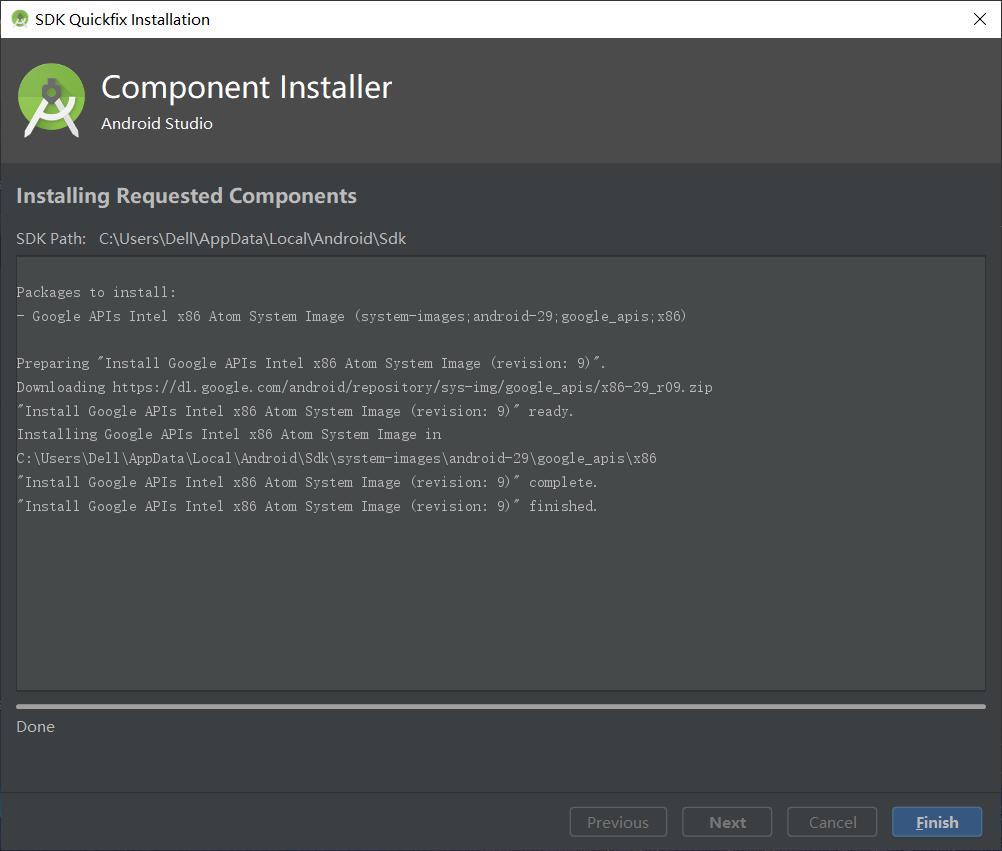 SDK Quickfix Installation
Component Installer
Android Studio
Installing Requested Components
SDK Path: C:\Users\Dell\AppData\Local\Android\Sdk
Packages to install:
- Google APIs Intel x86 Atom System Image (system-images;android-29;google_apis;x86)
Preparing "Install Google APIs Intel x86 Atom System Image (revision: 9)".
Downloading https://dl.google.com/android/repository/sys-img/google_apis/x86-29_r09.zip
"Install Google APIs Intel x86 Atom System Image (revision: 9)" ready.
Installing Google APIs Intel x86 Atom System Image in
C:\Users\Dell\AppData\Local\Android\Sdk\system-images\android-29\google_apis\x86
"Install Google APIs Intel x86 Atom System Image (revision: 9)" complete.
"Install Google APIs Intel x86 Atom System Image (revision: 9)" finished.
Done
Previous Next Cancel Finish